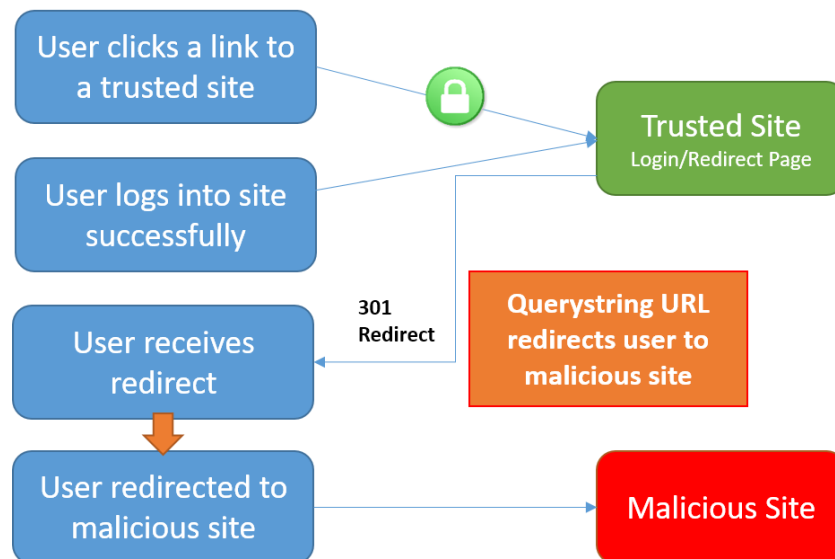 User clicks a link to
a trusted site
Trusted Site
Login/Redirect Page
User logs into site
successfully
301
Redirect
Querystring URL
redirects user to
malicious site
User receives
redirect
User redirected to
malicious site
Malicious Site